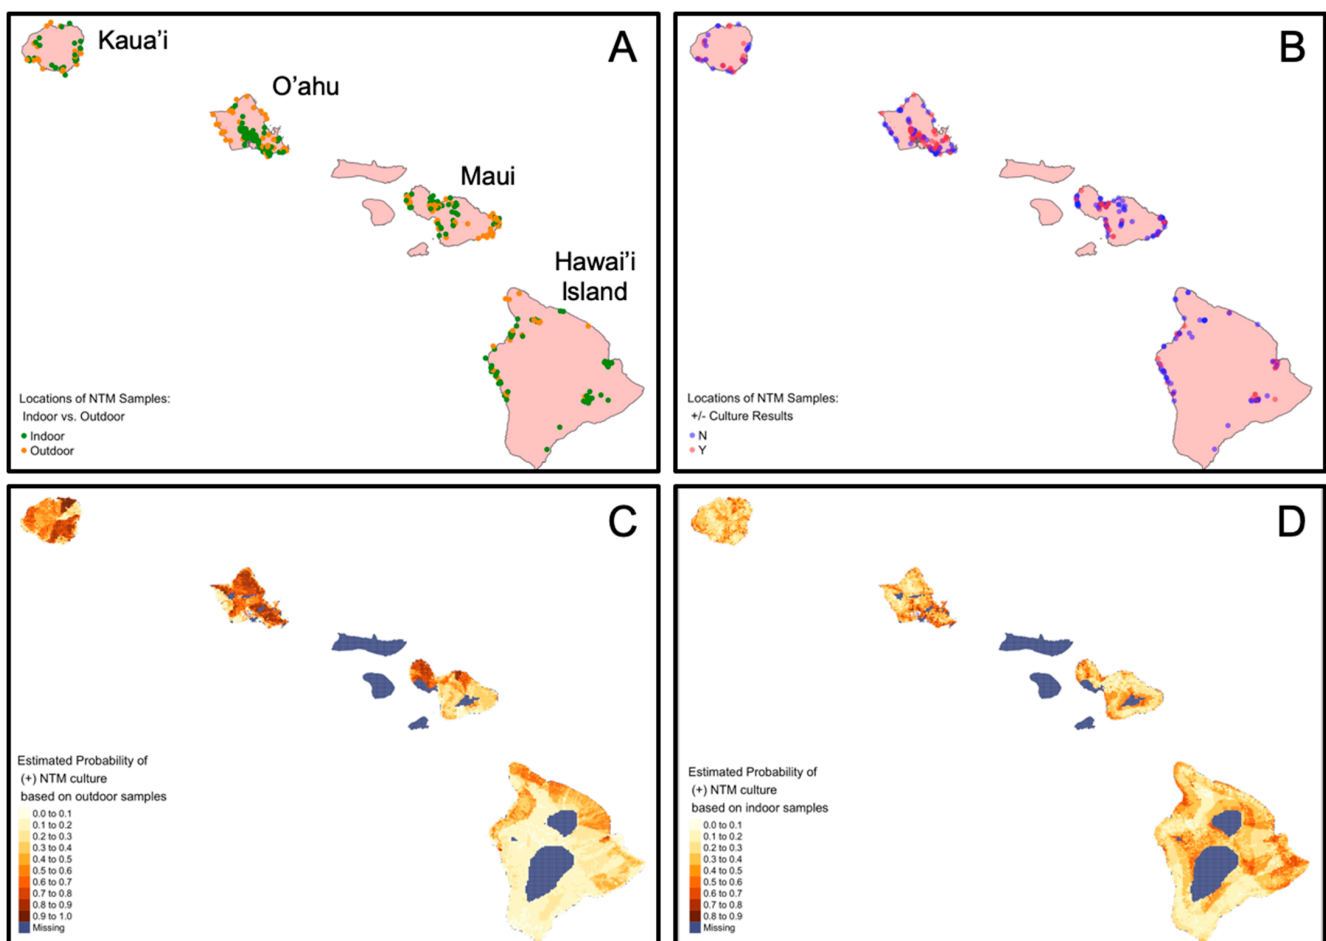 A
Kaua'i
O'ahu
Maui
Hawai'i
Island
Locations of NTM Samples:
Indoor vs. Outdoor
Indoor
Outdoor
B
Locations of NTM Samples:
+/- Culture Results
N
Y
C
Estimated Probability of
(+) NTM culture
based on outdoor samples
0.0 to 0.1
0.1 to 0.2
0.2 to 0.3
0.3 to 0.4
0.4 to 0.5
0.5 to 0.6
0.6 to 0.7
0.7 to 0.8
0.8 to 0.9
0.9 to 1.0
Missing
D
Estimated Probability of
(+) NTM culture
based on indoor samples
0.0 to 0.1
0.1 to 0.2
0.2 to 0.3
0.3 to 0.4
0.4 to 0.5
0.5 to 0.6
0.6 to 0.7
0.7 to 0.8
0.8 to 0.9
Missing